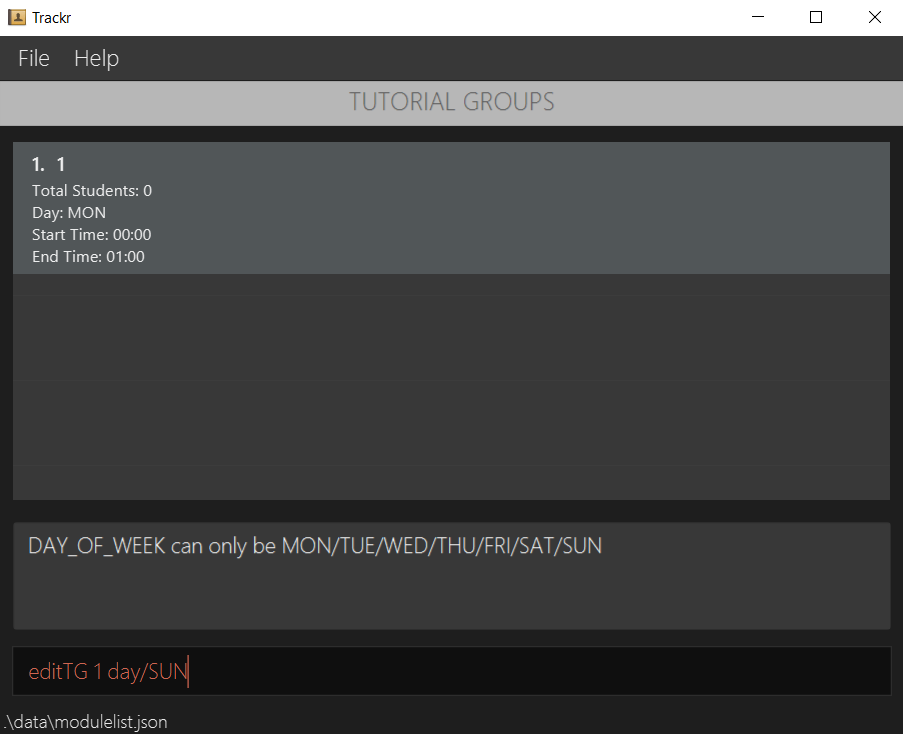 Trackr
File Help
TUTORIAL GROUPS
1. 1
Total Students: 0
Day: MON
Start Time: 00:00
End Time: 01:00
DAY_OF_WEEK can only be MON/TUE/WED/THU/FRI/SAT/SUN
editTG 1 day/SUN
.\data\modulelist.json